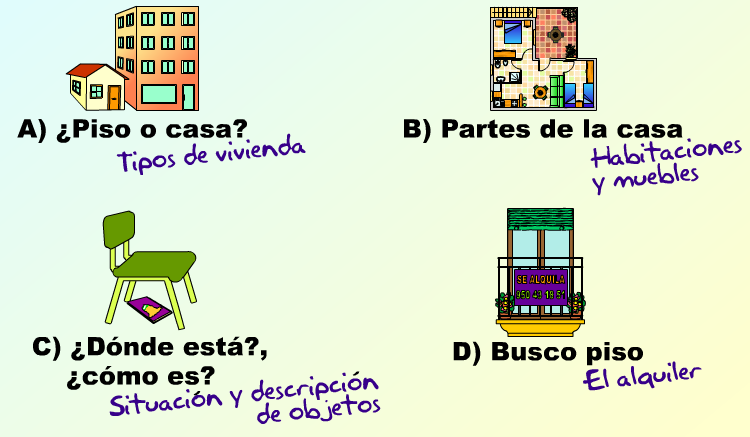 A) ¿Piso o casa?
Tipos de vivienda
B) Partes de la casa
Habitaciones
y muebles
C) ¿Dónde está?,
¿cómo es?
Situación y descripción
de objetos
SE ALQUILA
950 43 18 51
D) Busco piso
El alquiler